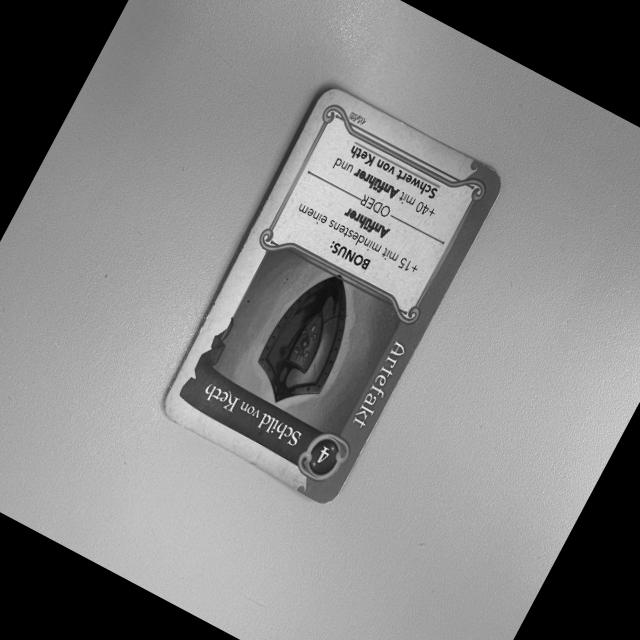 4
Schild von Keth
Artefakt
BONUS:
+15 mit mindestens einem
Anführer
ODER
+40 mit Anführer und
Schwert von Keth